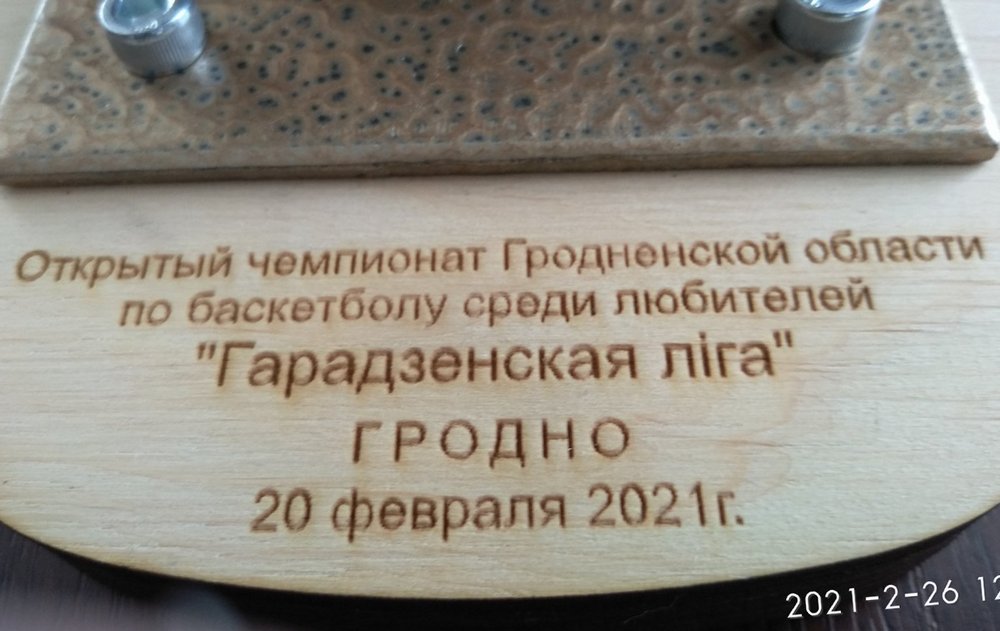 Открытый чемпионат Гродненской области
по баскетболу среди любителей
"Гарадзенская ліга"
ГРОДНО
20 февраля 2021г.
2021-2-26 12